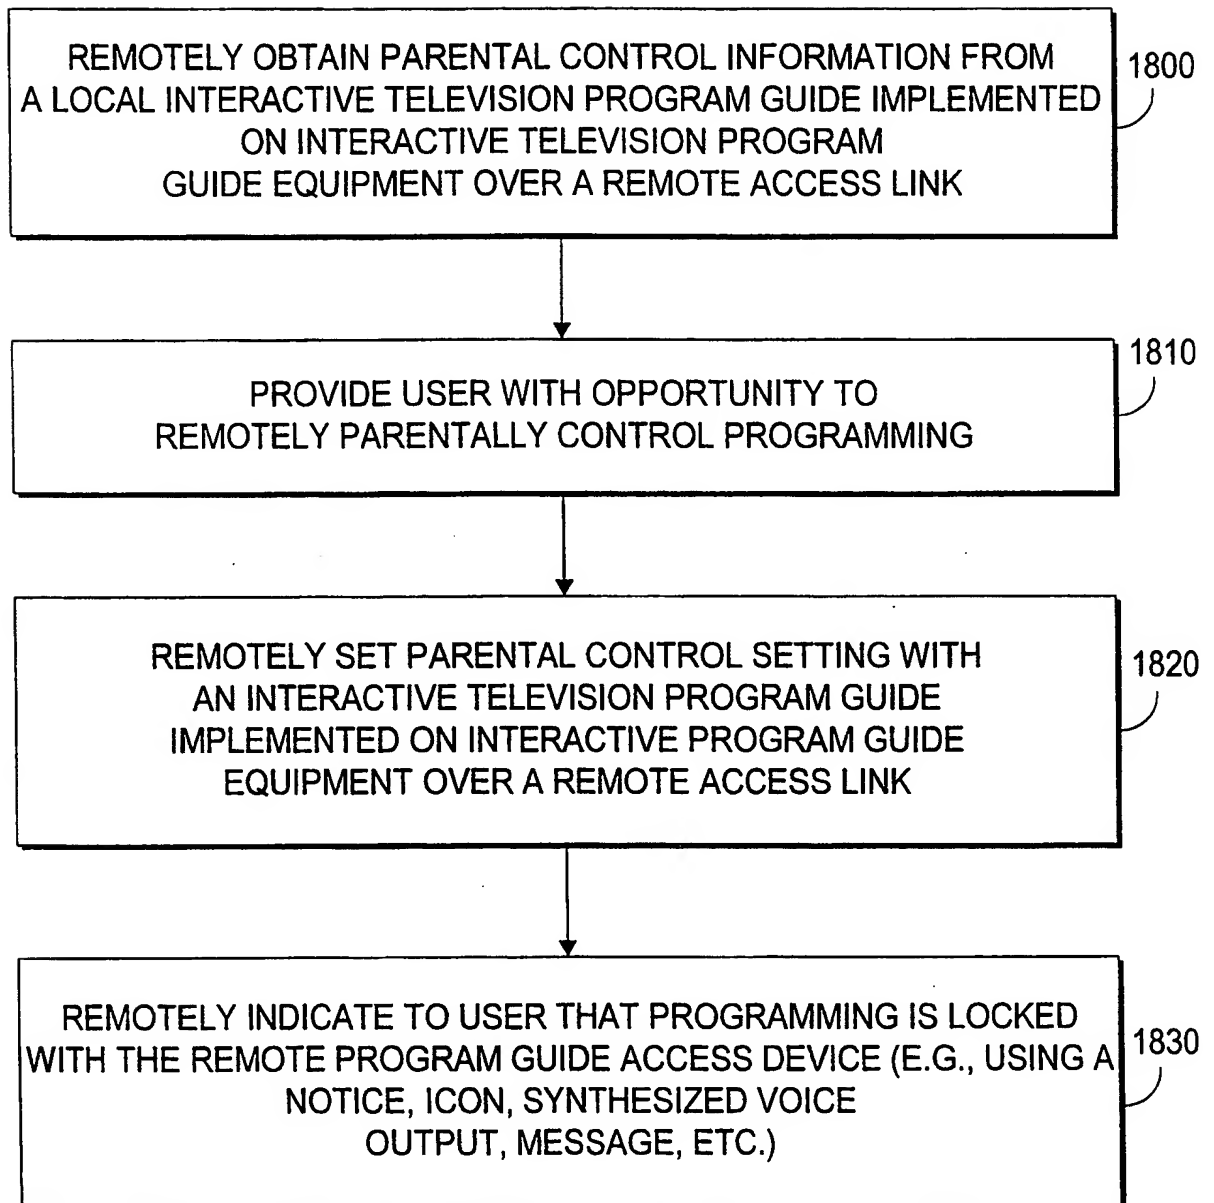 REMOTELY OBTAIN PARENTAL CONTROL INFORMATION FROM
A LOCAL INTERACTIVE TELEVISION PROGRAM GUIDE IMPLEMENTED
ON INTERACTIVE TELEVISION PROGRAM
GUIDE EQUIPMENT OVER A REMOTE ACCESS LINK
1800
PROVIDE USER WITH OPPORTUNITY TO
REMOTELY PARENTALLY CONTROL PROGRAMMING
1810
REMOTELY SET PARENTAL CONTROL SETTING WITH
AN INTERACTIVE TELEVISION PROGRAM GUIDE
IMPLEMENTED ON INTERACTIVE PROGRAM GUIDE
EQUIPMENT OVER A REMOTE ACCESS LINK
1820
REMOTELY INDICATE TO USER THAT PROGRAMMING IS LOCKED
WITH THE REMOTE PROGRAM GUIDE ACCESS DEVICE (E.G., USING A
NOTICE, ICON, SYNTHESIZED VOICE
OUTPUT, MESSAGE, ETC.)
1830